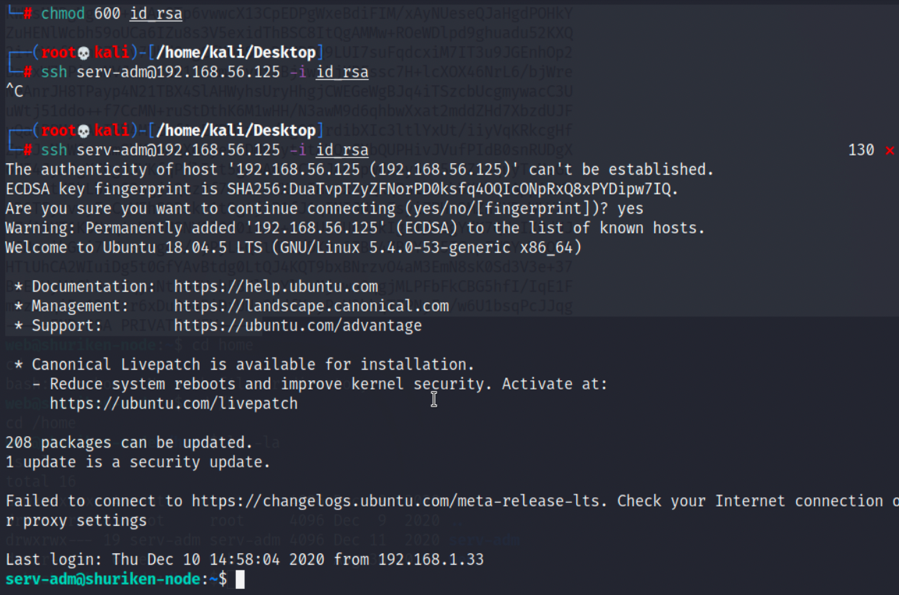 └─# chmod 600 id_rsa
┌──(root💀kali)-[/home/kali/Desktop]
└─# ssh serv-adm@192.168.56.125 -i id_rsa
^C
┌──(root💀kali)-[/home/kali/Desktop]
└─# ssh serv-adm@192.168.56.125 -i id_rsa 130 ⨯
The authenticity of host '192.168.56.125 (192.168.56.125)' can't be established.
ECDSA key fingerprint is SHA256:DuaTvpTZyZFNorPD0ksfq4OQIcONpRxQ8xPYDipw7IQ.
Are you sure you want to continue connecting (yes/no/[fingerprint])? yes
Warning: Permanently added '192.168.56.125' (ECDSA) to the list of known hosts.
Welcome to Ubuntu 18.04.5 LTS (GNU/Linux 5.4.0-53-generic x86_64)
* Documentation: https://help.ubuntu.com
* Management: https://landscape.canonical.com
* Support: https://ubuntu.com/advantage
* Canonical Livepatch is available for installation.
- Reduce system reboots and improve kernel security. Activate at:
https://ubuntu.com/livepatch
208 packages can be updated.
1 update is a security update.
Failed to connect to https://changelogs.ubuntu.com/meta-release-lts. Check your Internet connection o
r proxy settings
Last login: Thu Dec 10 14:58:04 2020 from 192.168.1.33
serv-adm@shuriken-node:~$